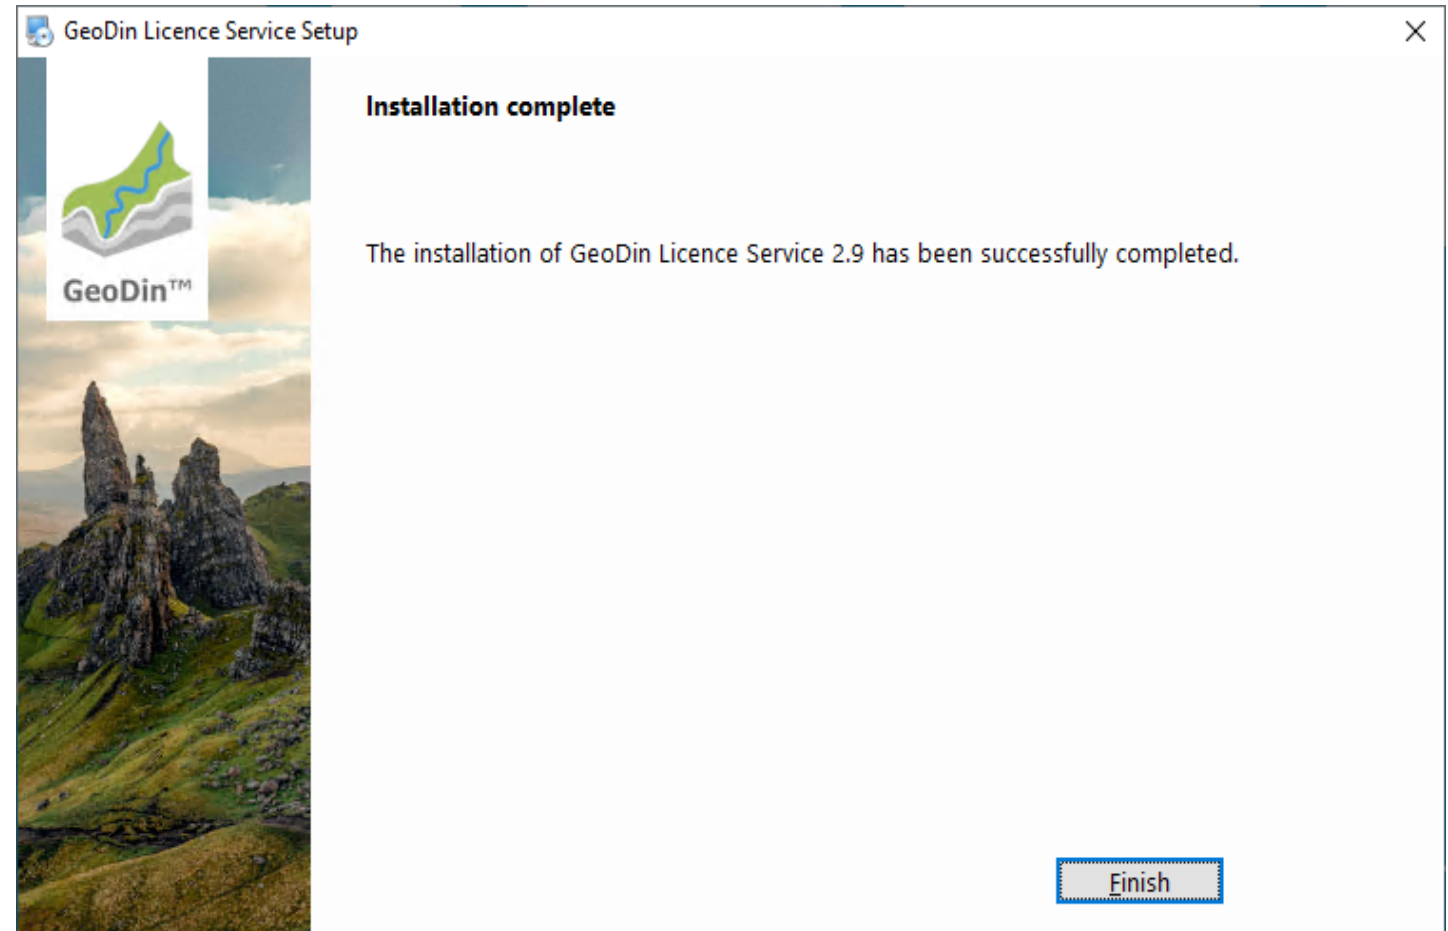 GeoDin Licence Service Setup
Installation complete
The installation of GeoDin Licence Service 2.9 has been successfully completed.
GeoDin™
Finish